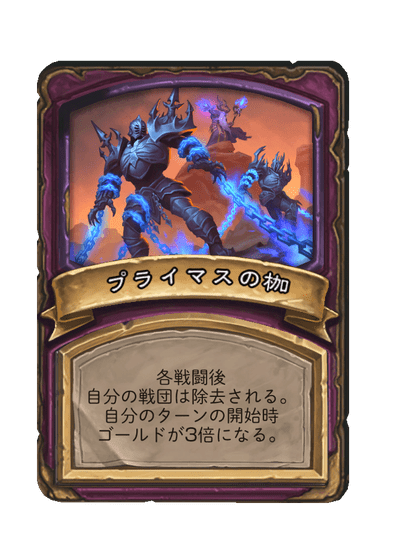 プライマスの枷
各戦闘後
自分の戦団は除去される。
自分のターンの開始時
ゴールドが3倍になる。